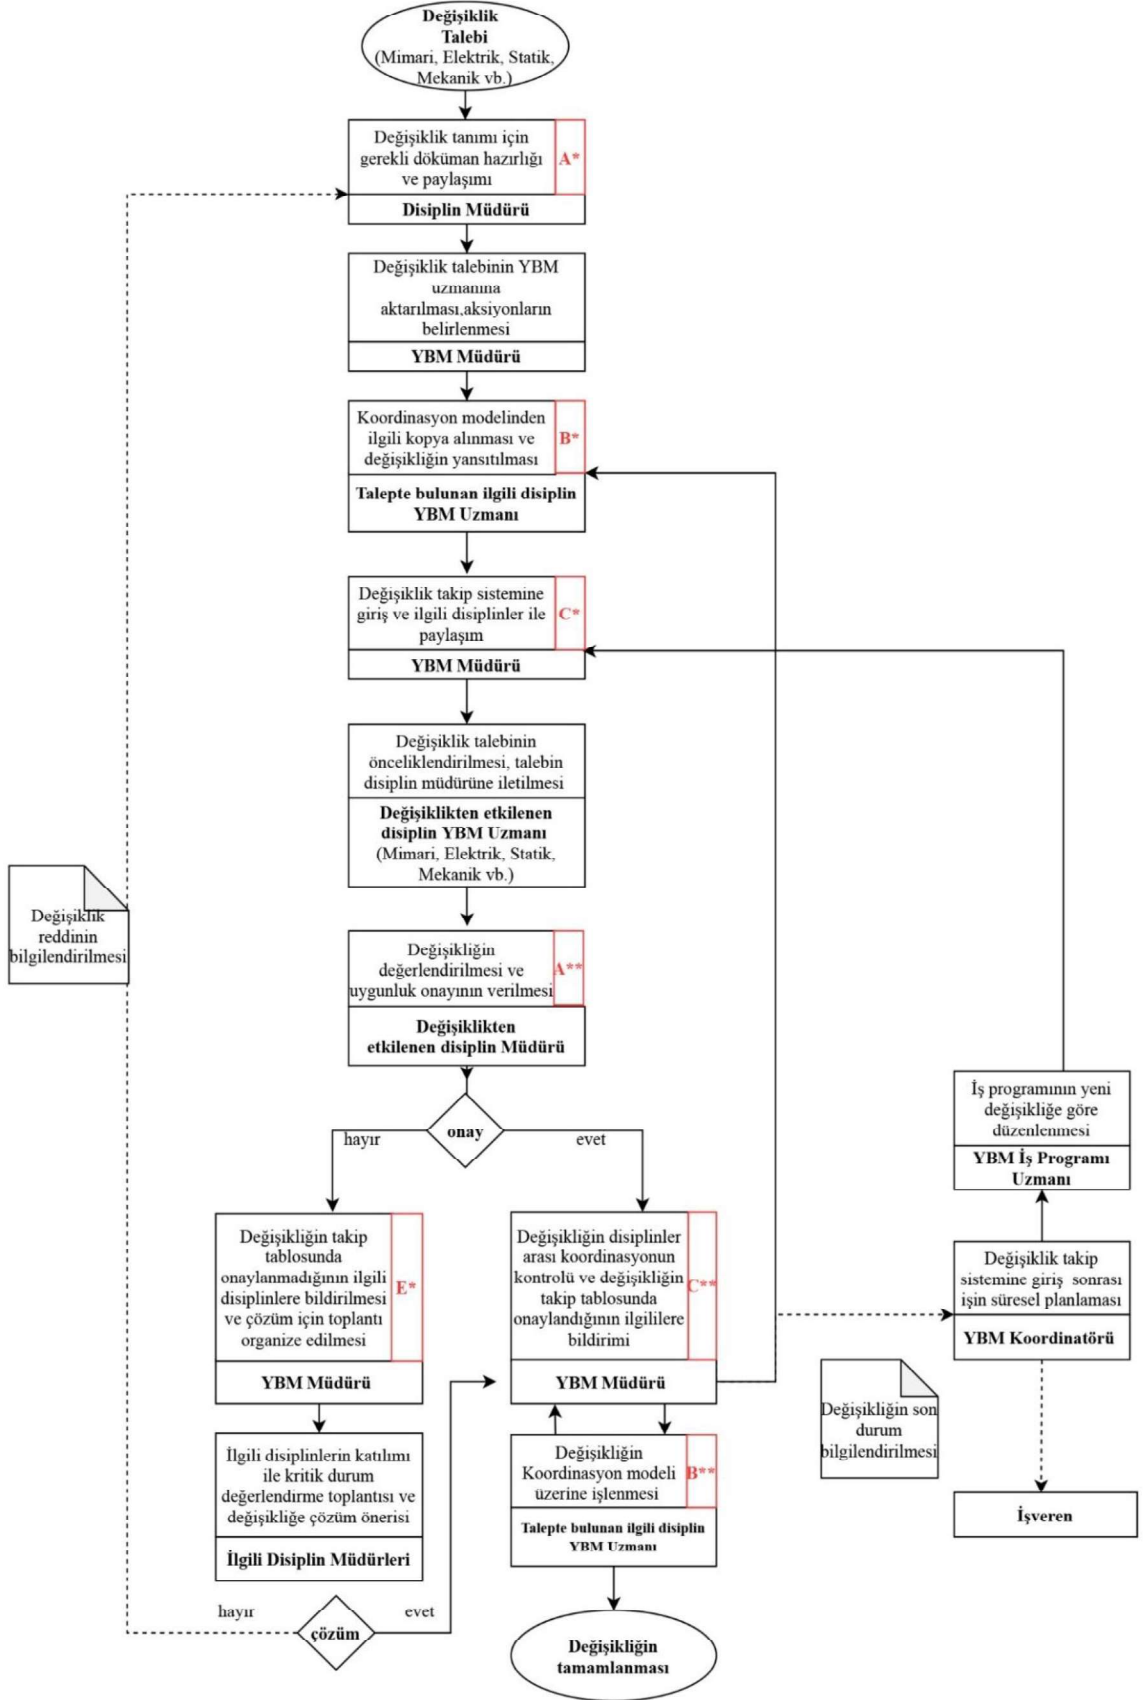 Değişiklik
Talebi
(Mimari, Elektrik, Statik,
Mekanik vb.)
Değişiklik tanımı için
gerekli döküman hazırlığı
ve paylaşımı
A*
Disiplin Müdürü
Değişiklik talebinin YBM
uzmanına
aktarılması,aksiyonların
belirlenmesi
YBM Müdürü
Koordinasyon modelinden
ilgili kopya alınması ve
değişikliğin yansıtılması
B*
Talepte bulunan ilgili disiplin
YBM Uzmanı
Değişiklik takip sistemine
giriş ve ilgili disiplinler ile
paylaşım
C*
YBM Müdürü
Değişiklik talebinin
önceliklendirilmesi, talebin
disiplin müdürüne iletilmesi
Değişiklikten etkilenen
disiplin YBM Uzmanı
(Mimari, Elektrik, Statik,
Mekanik vb.)
Değişiklik
reddinin
bilgilendirilmesi
Değişikliğin
değerlendirilmesi ve
uygunluk onayının verilmesi
A**
Değişiklikten
etkilenen disiplin Müdürü
onay
hayır
evet
Değişikliğin takip
tablosunda
onaylanmadığının ilgili
disiplinlere bildirilmesi
ve çözüm için toplantı
organize edilmesi
E*
YBM Müdürü
İlgili disiplinlerin katılımı
ile kritik durum
değerlendirme toplantısı ve
değişikliğe çözüm önerisi
İlgili Disiplin Müdürleri
hayır
çözüm
evet
Değişikliğin disiplinler
arası koordinasyonun
kontrolü ve değişikliğin
takip tablosunda
onaylandığının ilgililere
bildirimi
C**
YBM Müdürü
Değişikliğin
Koordinasyon modeli
üzerine işlenmesi
B**
Talepte bulunan ilgili disiplin
YBM Uzmanı
Değişikliğin
tamamlanması
İş programının yeni
değişikliğe göre
düzenlenmesi
YBM İş Programı
Uzmanı
Değişiklik takip
sistemine giriş sonrası
işin süresel planlaması
YBM Koordinatörü
Değişikliğin son
durum
bilgilendirilmesi
İşveren